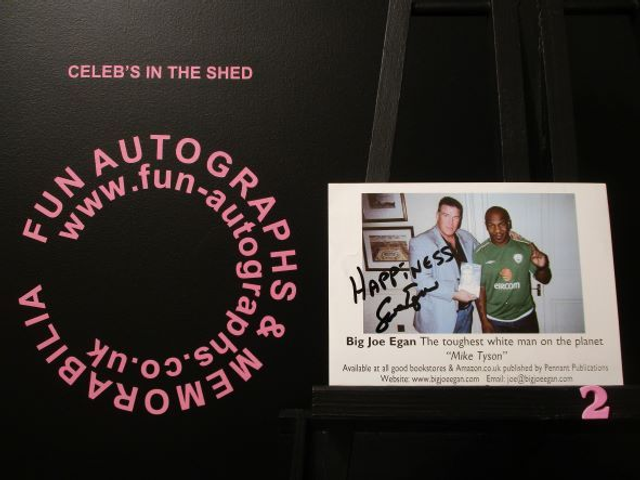 CELEB'S IN THE SHED
FUN AUTOGRAPHS & MEMORABILIA
www.fun-autographs.co.uk
HAPPiNESS
eircom
Big Joe Egan The toughest white man on the planet
"Mike Tyson"
Available at all good bookstores & Amazon.co.uk published by Pennant Publications
Website: www.bigjoeegan.com Email: joe@bigjoeegan.com
2